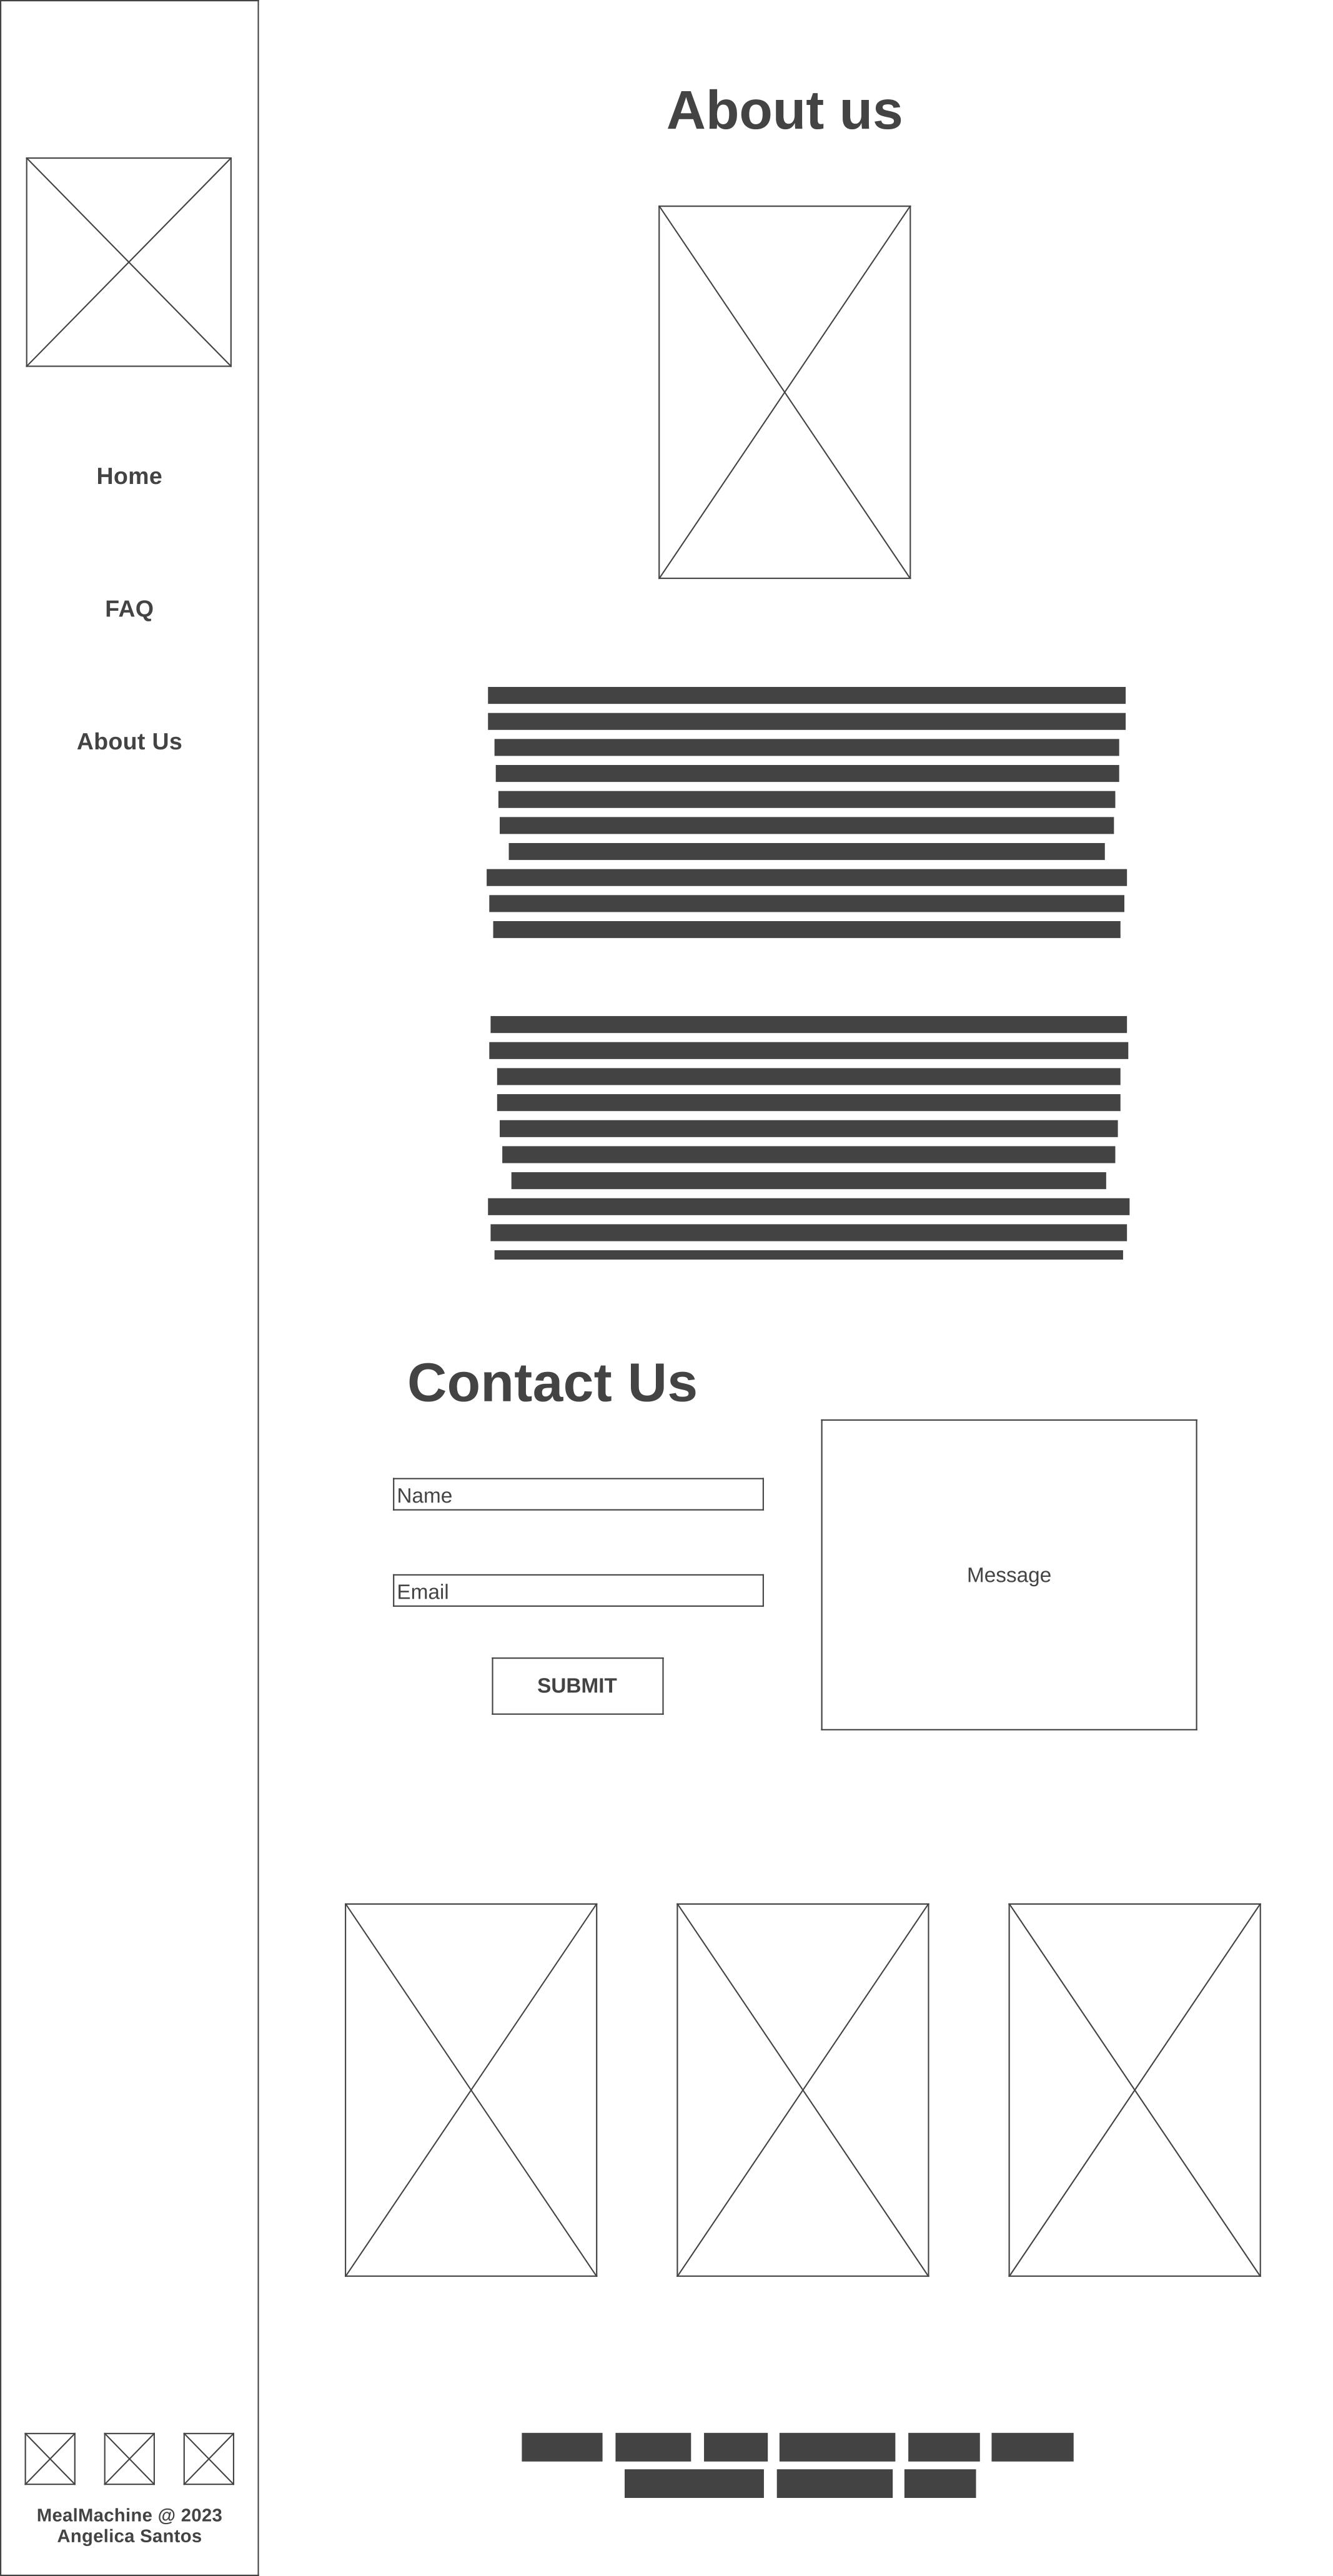 Home
FAQ
About Us
MealMachine @ 2023
Angelica Santos
About us
Contact Us
Name
Email
SUBMIT
Message